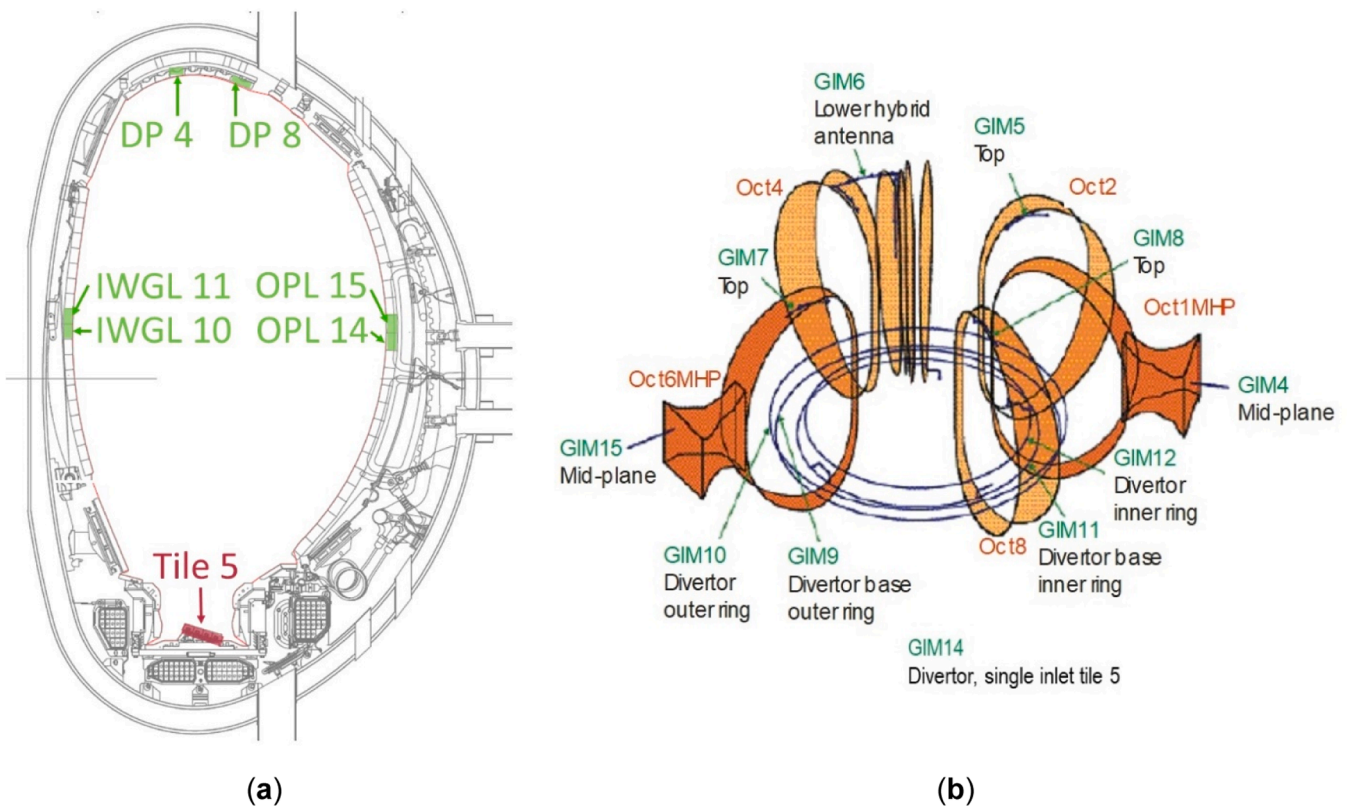 DP 4
DP 8
IWGL 11
OPL 15
IWGL 10
OPL 14
Tile 5
(a)
GIM6
Lower hybrid
antenna
GIM5
Top
Oct4
Oct2
GIM7
Top
GIM8
Top
Oct1MHP
Oct6MHP
GIM4
Mid-plane
GIM15
Mid-plane
GIM12
Divertor
inner ring
GIM10
Divertor
outer ring
GIM9
Divertor base
outer ring
Oct8
GIM11
Divertor base
inner ring
GIM14
Divertor, single inlet tile 5
(b)